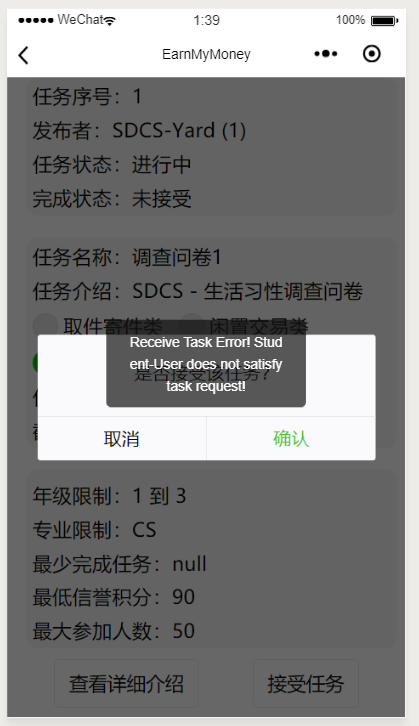 WeChat 1:39 100%
EarnMyMoney
任务序号：1
发布者：SDCS-Yard (1)
任务状态：进行中
完成状态：未接受
任务名称：调查问卷1
任务介绍：SDCS - 生活习性调查问卷
取件寄件类 闲置交易类
Receive Task Error! Stud
ent-User does not satisfy
task request!
是否接受该任务?
取消 确认
年级限制：1 到 3
专业限制：CS
最少完成任务：null
最低信誉积分：90
最大参加人数：50
查看详细介绍 接受任务